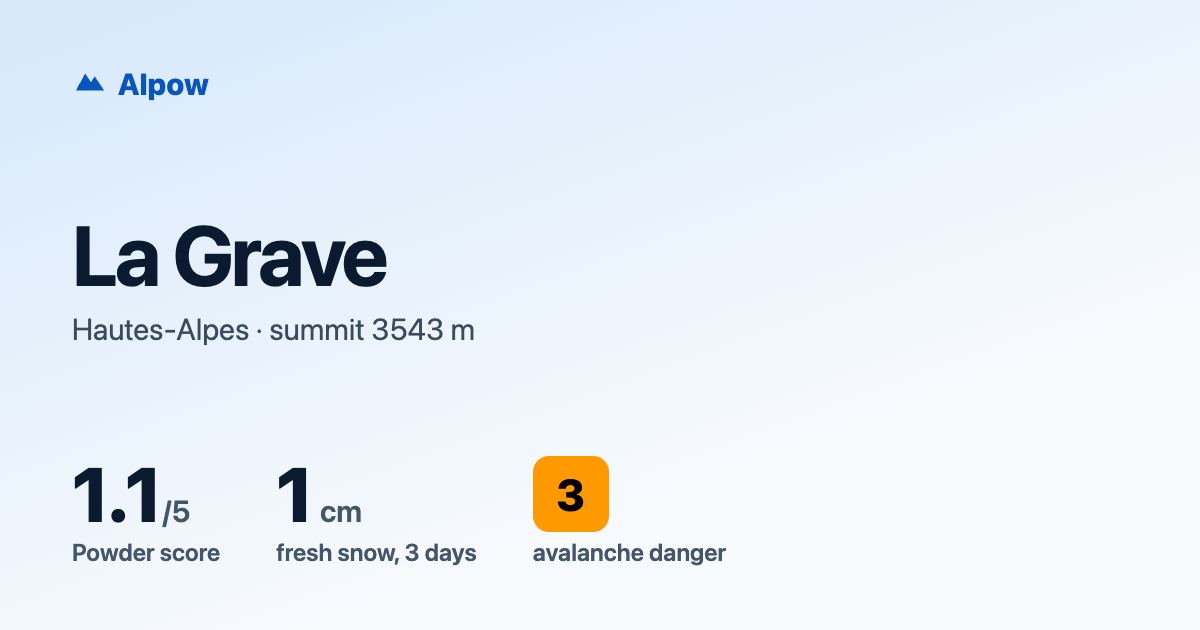 Alpow
La Grave
Hautes-Alpes · summit 3543 m
1.1/5
Powder score
1 cm
fresh snow, 3 days
3
avalanche danger